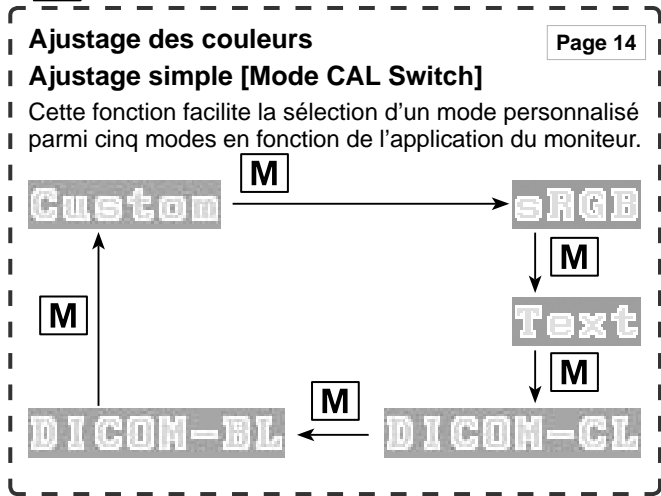 Ajustage des couleurs
Page 14
Ajustage simple [Mode CAL Switch]
Cette fonction facilite la sélection d’un mode personnalisé
parmi cinq modes en fonction de l’application du moniteur.
M
Custom
sRGB
M
M
Text
M
M
DICOM-BL
DICOM-CL